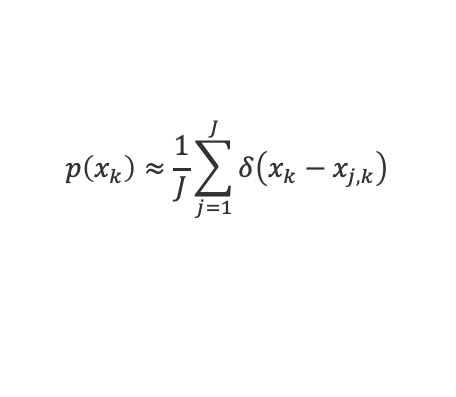 p(x_k) ≈ \frac{1}{J} \sum_{j=1}^{J} δ(x_k − x_{j,k})